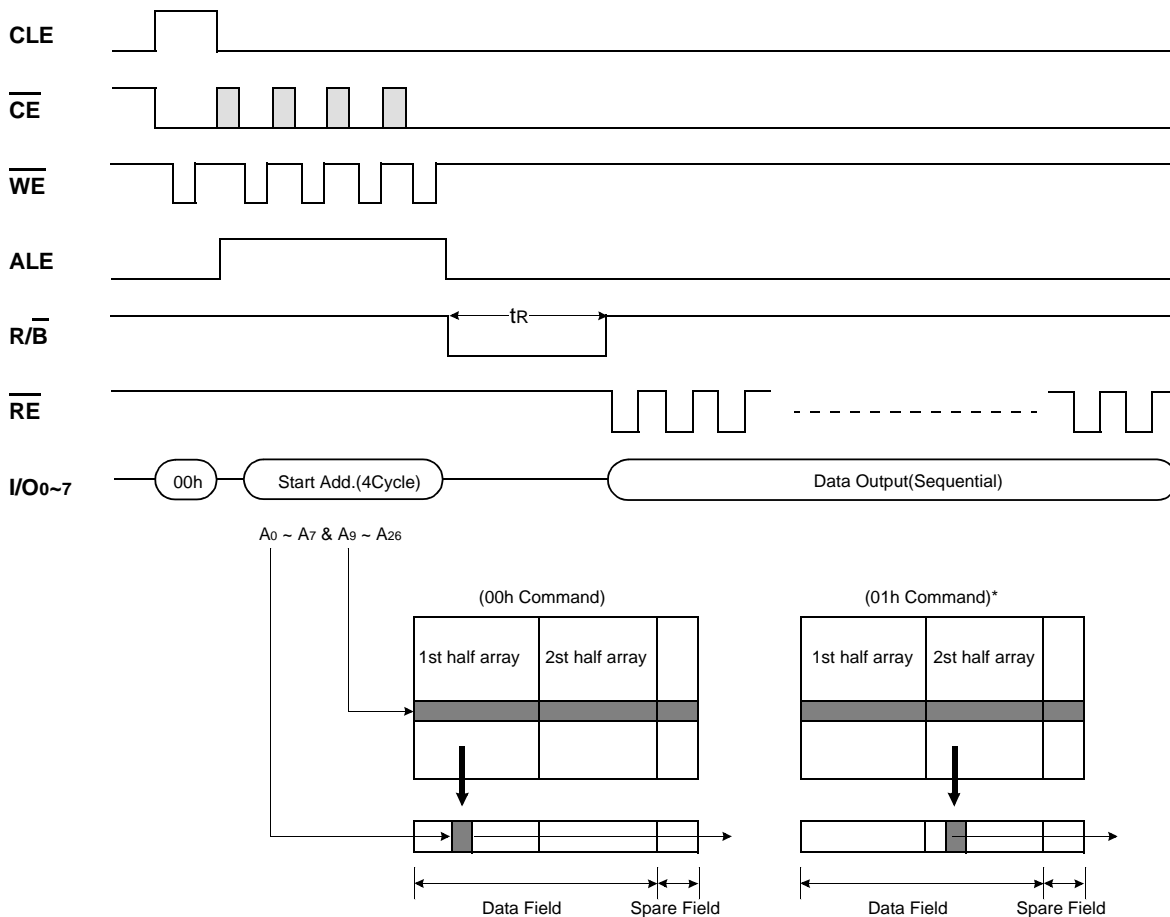 CLE
CE
WE
ALE
R/B
tR
RE
I/O0~7
00h
Start Add.(4Cycle)
Data Output(Sequential)
A0 ~ A7 & A9 ~ A26
(00h Command)
(01h Command)*
1st half array
2st half array
1st half array
2st half array
Data Field
Spare Field
Data Field
Spare Field